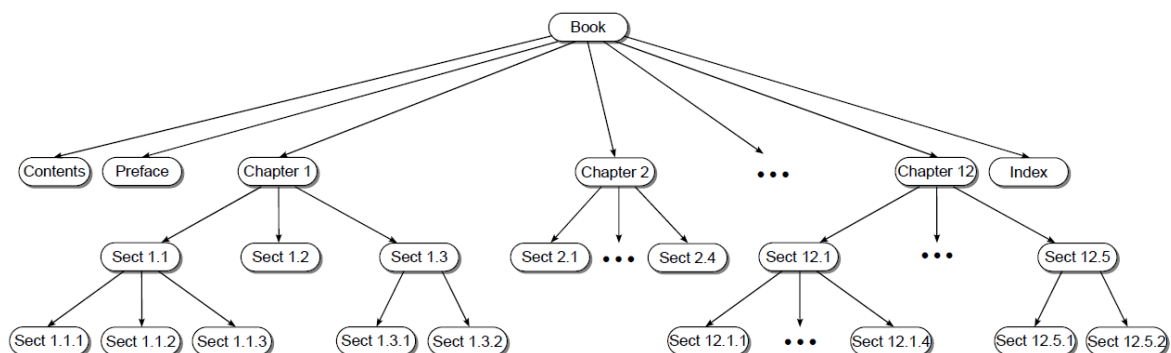 Book
Contents
Preface
Chapter 1
Chapter 2
•••
Chapter 12
Index
Sect 1.1
Sect 1.2
Sect 1.3
Sect 2.1
•••
Sect 2.4
Sect 12.1
•••
Sect 12.5
Sect 1.1.1
Sect 1.1.2
Sect 1.1.3
Sect 1.3.1
Sect 1.3.2
Sect 12.1.1
•••
Sect 12.1.4
Sect 12.5.1
Sect 12.5.2